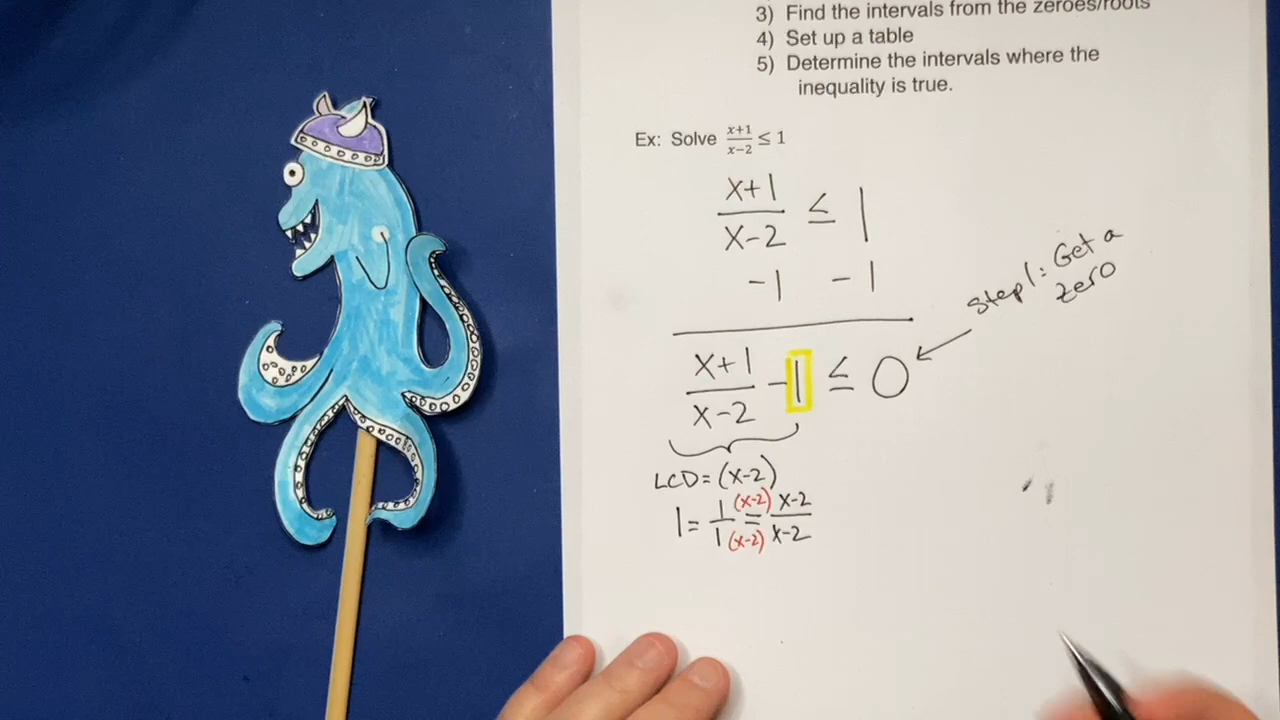 3) Find the intervals from the zeroes/roots
4) Set up a table
5) Determine the intervals where the
inequality is true.
Ex: Solve x+1/x−2 ≤ 1
x+1/x-2 ≤ 1
-1 -1
x+1/x-2 - 1 ≤ 0
Step 1: Get a
zero
LCD = (x-2)
1 = 1(x-2)/1(x-2) = x-2/x-2